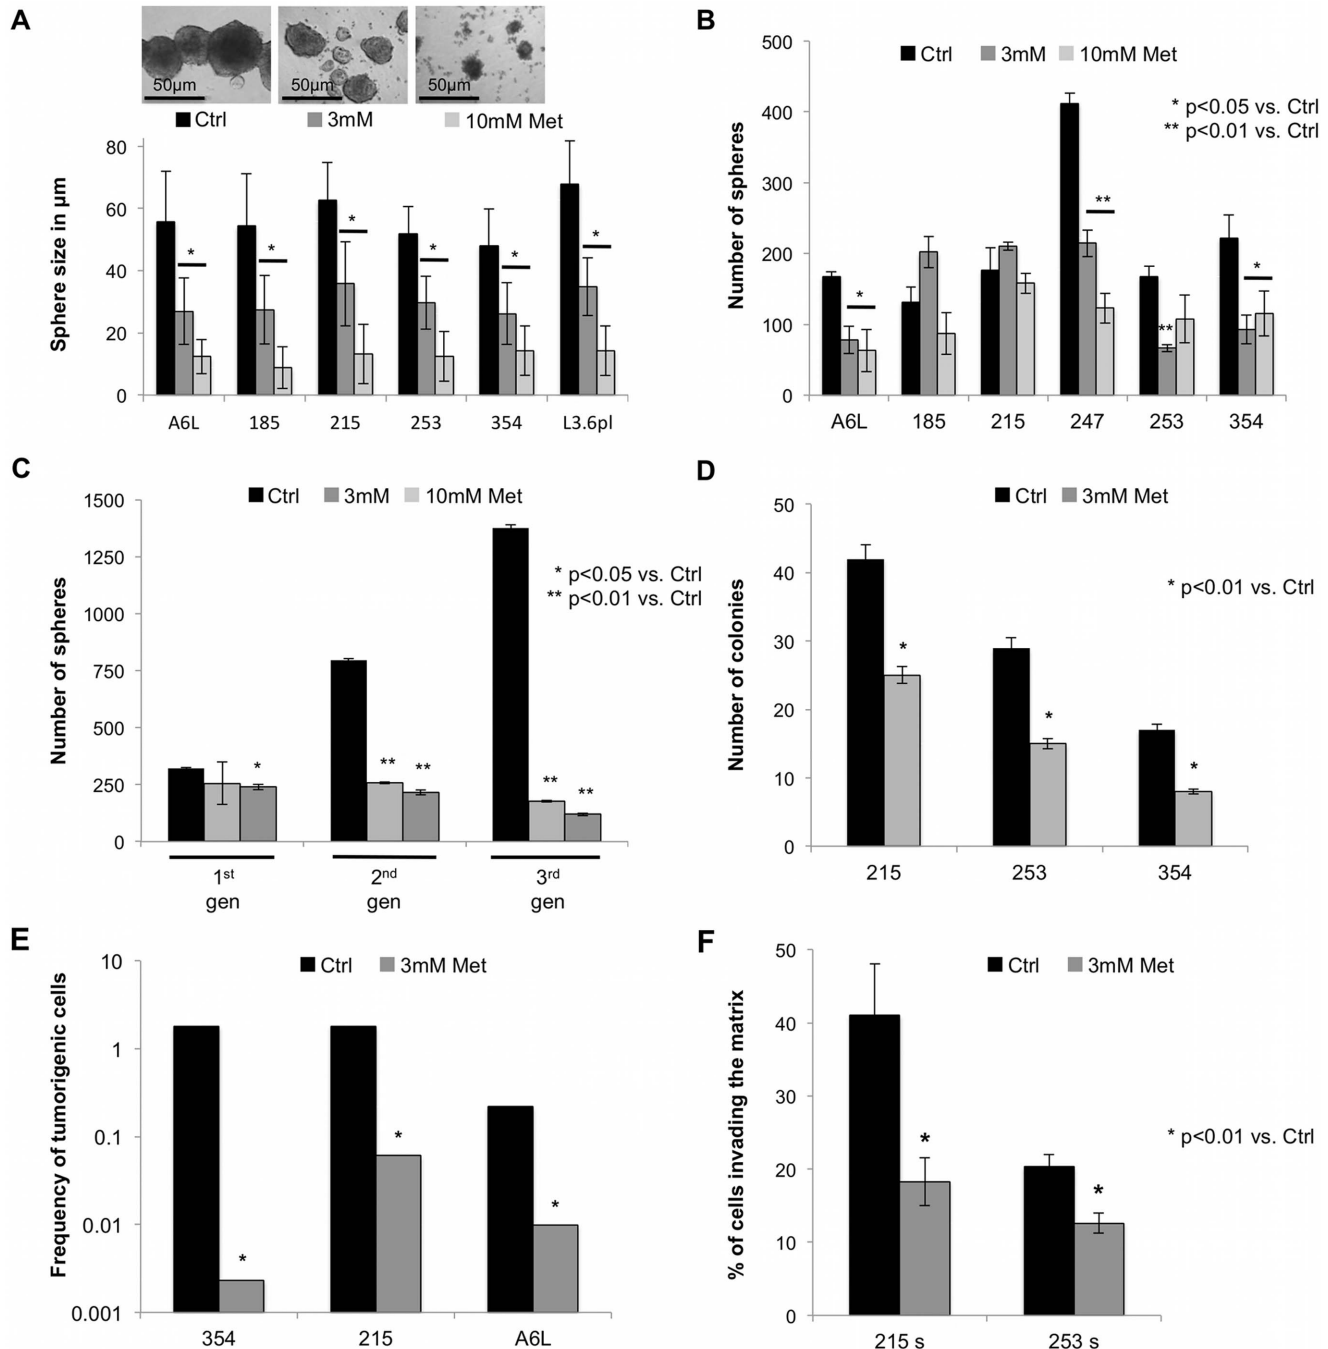 A
50µm
50µm
50µm
Ctrl
3mM
10mM Met
Sphere size in µm
80
60
40
20
0
*
*
*
*
*
*
A6L
185
215
253
354
L3.6pl
B
Ctrl
3mM
10mM Met
* p<0.05 vs. Ctrl
** p<0.01 vs. Ctrl
Number of spheres
500
400
300
200
100
0
*
**
**
*
A6L
185
215
247
253
354
C
Ctrl
3mM
10mM Met
* p<0.05 vs. Ctrl
** p<0.01 vs. Ctrl
Number of spheres
1500
1250
1000
750
500
250
0
*
**
**
**
**
1st
gen
2nd
gen
3rd
gen
D
Ctrl
3mM Met
* p<0.01 vs. Ctrl
Number of colonies
50
40
30
20
10
0
*
*
*
215
253
354
E
Ctrl
3mM Met
Frequency of tumorigenic cells
10
1
0.1
0.01
0.001
*
*
*
354
215
A6L
F
Ctrl
3mM Met
* p<0.01 vs. Ctrl
% of cells invading the matrix
50
40
30
20
10
0
*
*
215 s
253 s